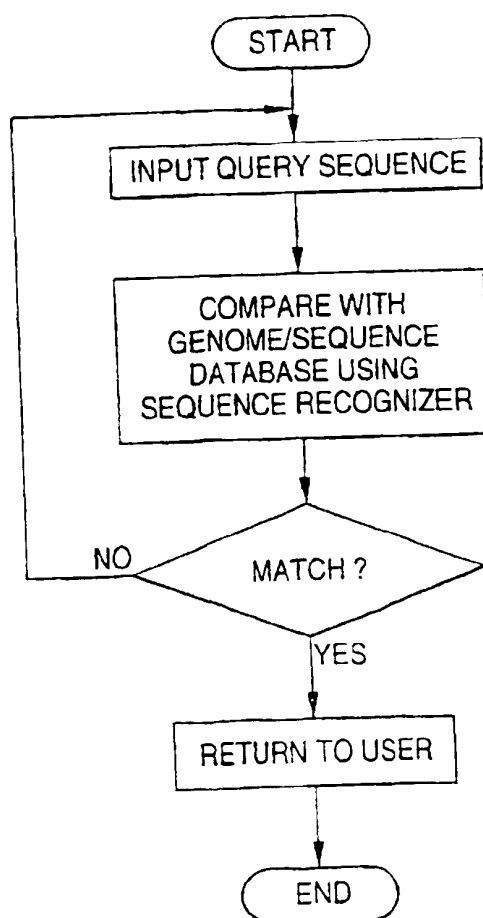 START
INPUT QUERY SEQUENCE
COMPARE WITH
GENOME/SEQUENCE
DATABASE USING
SEQUENCE RECOGNIZER
NO
MATCH ?
YES
RETURN TO USER
END